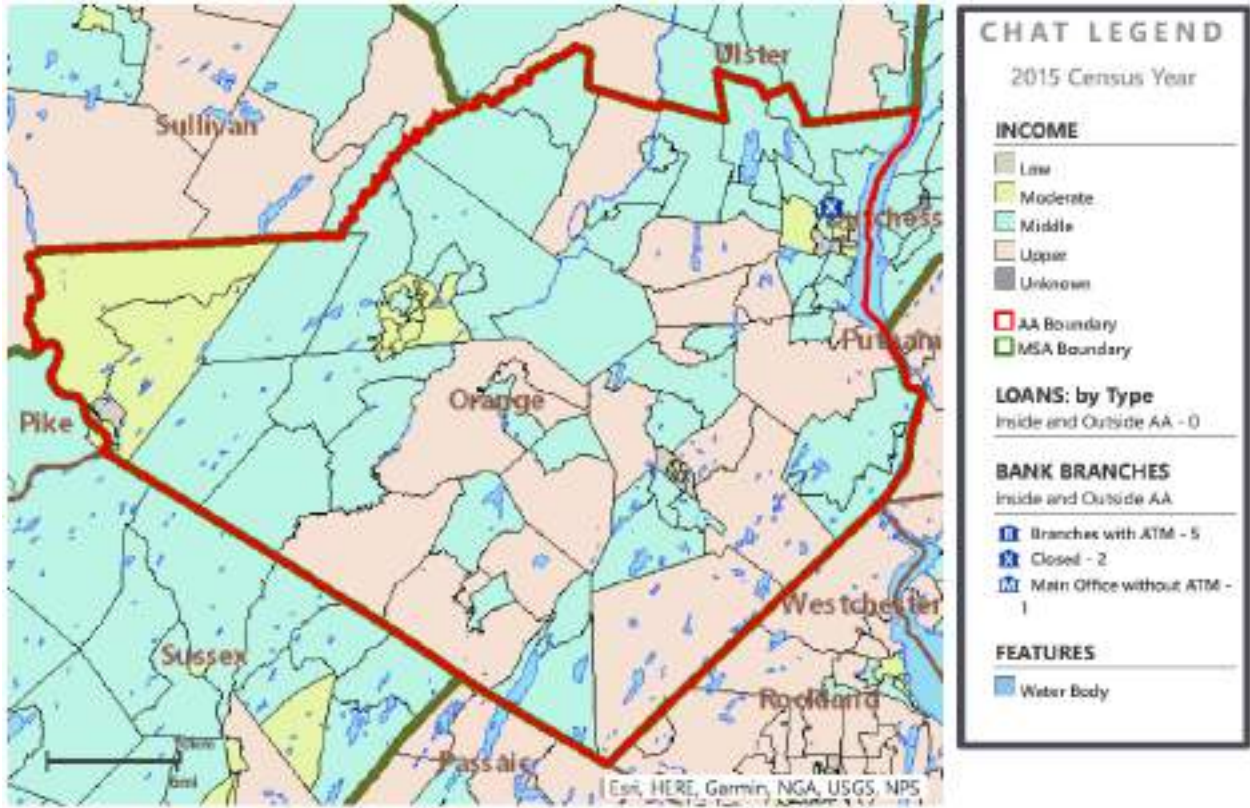 Ulster
Sullivan
Dutchess
Putnam
Orange
Pike
Westchester
Sussex
Rockland
Passaic
Esri, HERE, Garmin, NGA, USGS, NPS
CHAT LEGEND
2015 Census Year
INCOME
Low
Moderate
Middle
Upper
Unknown
AA Boundary
MSA Boundary
LOANS: by Type
Inside and Outside AA - 0
BANK BRANCHES
Inside and Outside AA
B Branches with ATM - 5
X Closed - 2
M Main Office without ATM -
1
FEATURES
Water Body